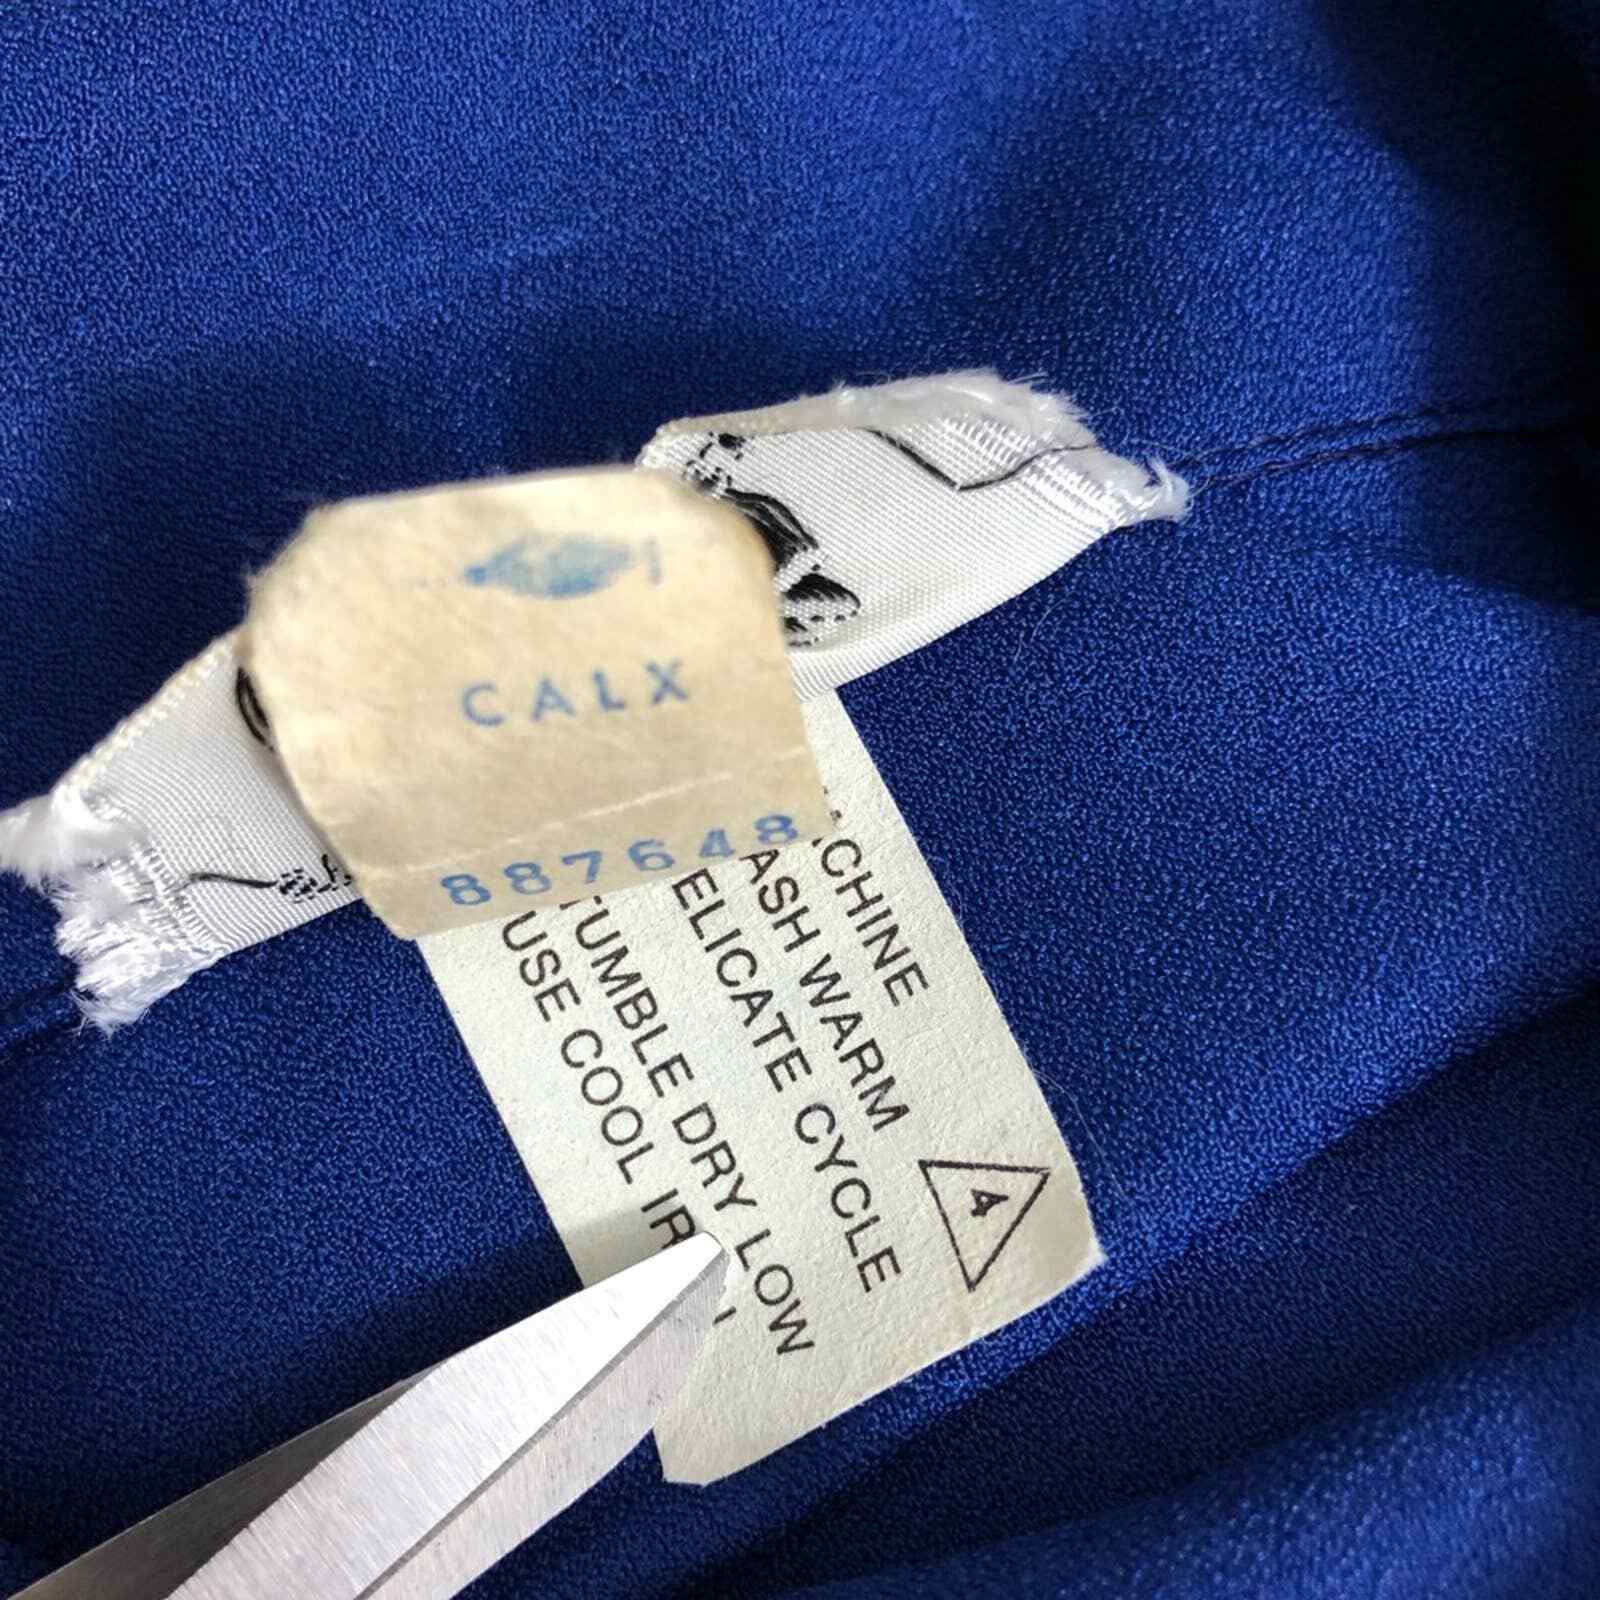 CALX
887648
CHINE
ASH WARM
ELICATE CYCLE
TUMBLE DRY LOW
USE COOL IR
4